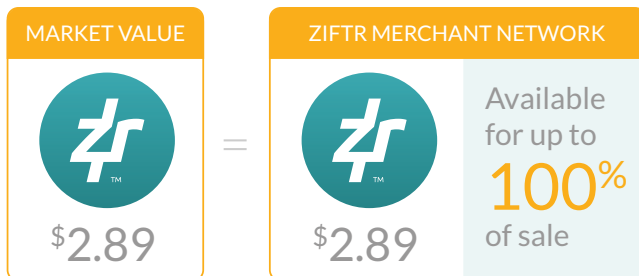 MARKET VALUE
zr
TM
$2.89
=
ZIFTR MERCHANT NETWORK
zr
TM
$2.89
Available
for up to
100%
of sale